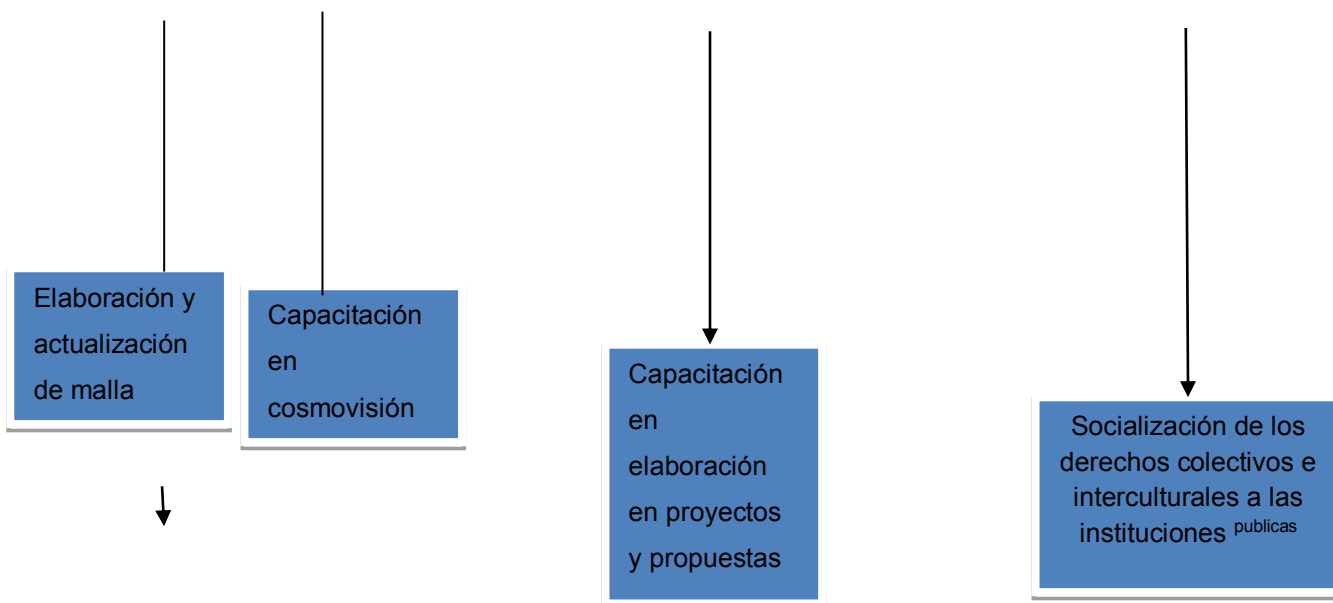 Elaboración y
actualización
de malla
Capacitación
en
cosmovisión
Capacitación
en
elaboración
en proyectos
y propuestas
Socialización de los
derechos colectivos e
interculturales a las
instituciones publicas